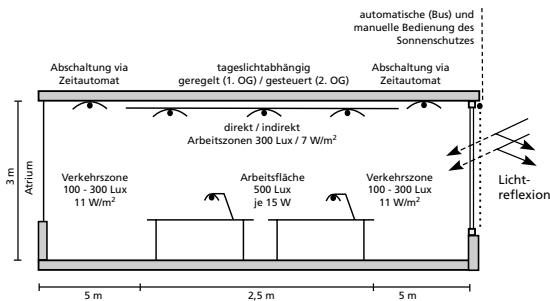 automatische (Bus) und
manuelle Bedienung des
Sonnenschutzes
Abschaltung via
Zeitautomat
tageslichtabhängig
geregelt (1. OG) / gesteuert (2. OG)
Abschaltung via
Zeitautomat
direkt / indirekt
Arbeitszonen 300 Lux / 7 W/m²
3 m
Atrium
Verkehrszone
100 - 300 Lux
11 W/m²
Arbeitsfläche
500 Lux
je 15 W
Verkehrszone
100 - 300 Lux
11 W/m²
Licht-
reflexion
5 m
2,5 m
5 m